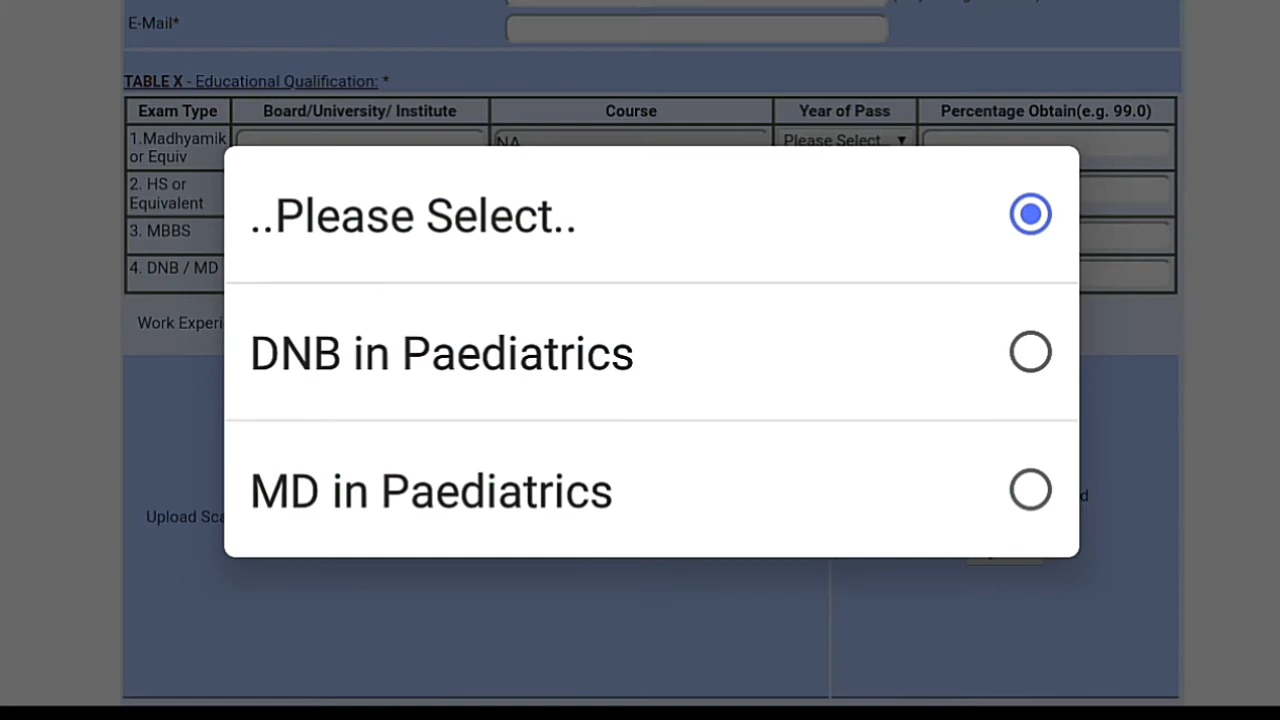 E-Mail*
TABLE X - Educational Qualification: *
Exam Type Board/University/ Institute Course Year of Pass Percentage Obtain(e.g. 99.0)
1.Madhyamik or Equiv NA Please Select..
2. HS or Equivalent
3. MBBS
4. DNB / MD
..Please Select..
DNB in Paediatrics
MD in Paediatrics
Work Experi
Upload Sca
d